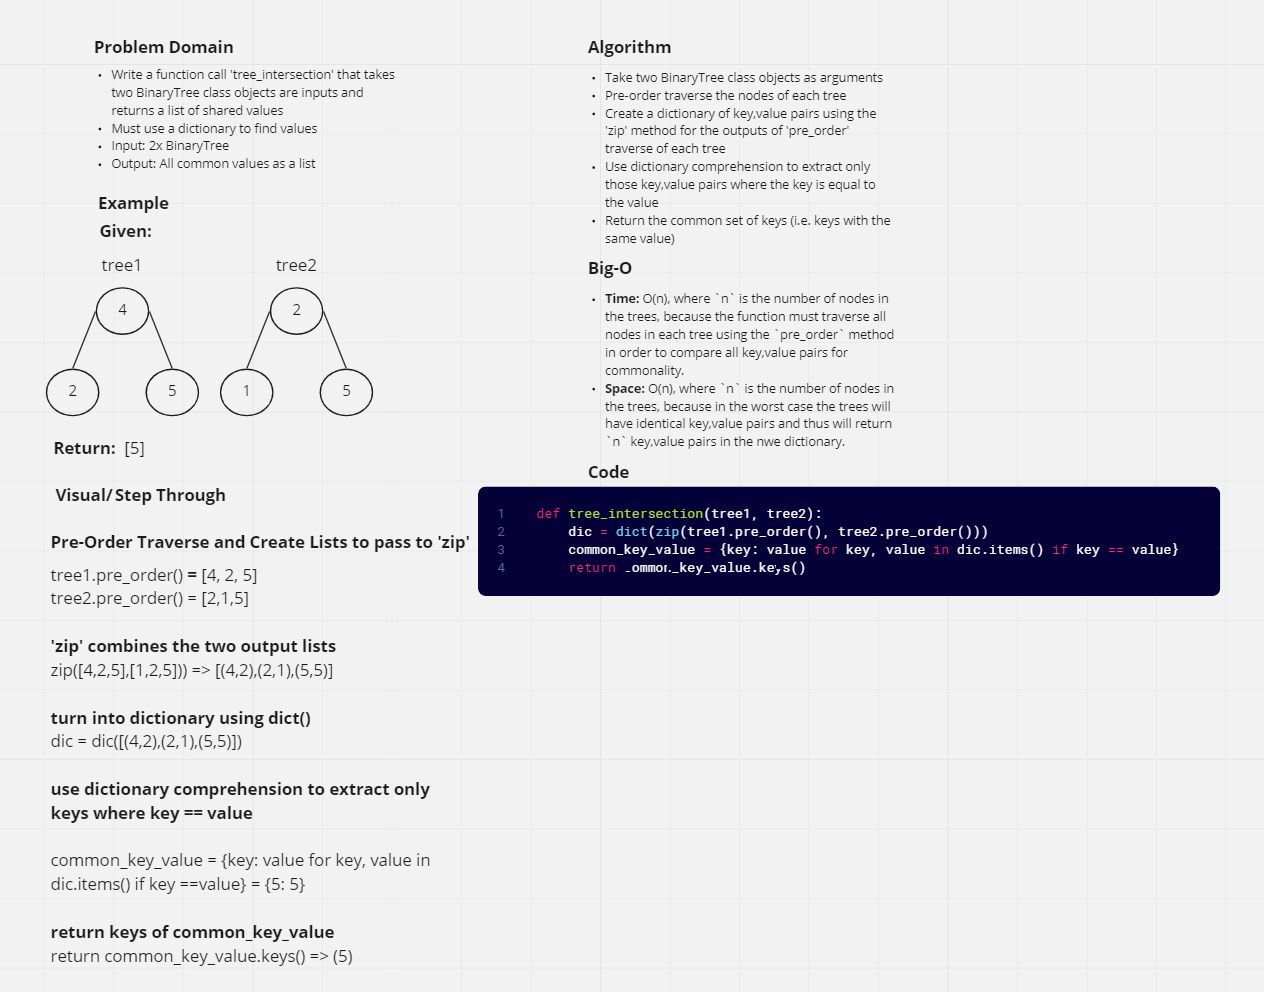 Problem Domain
• Write a function call 'tree_intersection' that takes
two BinaryTree class objects are inputs and
returns a list of shared values
• Must use a dictionary to find values
• Input: 2x BinaryTree
• Output: All common values as a list
Example
Given:
tree1
tree2
4
2
5
2
1
5
Return: [5]
Visual/Step Through
Pre-Order Traverse and Create Lists to pass to 'zip'
tree1.pre_order() = [4, 2, 5]
tree2.pre_order() = [2,1,5]
'zip' combines the two output lists
zip([4,2,5],[1,2,5])) => [(4,2),(2,1),(5,5)]
turn into dictionary using dict()
dic = dic([(4,2),(2,1),(5,5)])
use dictionary comprehension to extract only
keys where key == value
common_key_value = {key: value for key, value in
dic.items() if key ==value} = {5: 5}
return keys of common_key_value
return common_key_value.keys() => (5)
Algorithm
• Take two BinaryTree class objects as arguments
• Pre-order traverse the nodes of each tree
• Create a dictionary of key,value pairs using the
'zip' method for the outputs of 'pre_order'
traverse of each tree
• Use dictionary comprehension to extract only
those key,value pairs where the key is equal to
the value
• Return the common set of keys (i.e. keys with the
same value)
Big-O
• Time: O(n), where `n` is the number of nodes in
the trees, because the function must traverse all
nodes in each tree using the `pre_order` method
in order to compare all key,value pairs for
commonality.
• Space: O(n), where `n` is the number of nodes in
the trees, because in the worst case the trees will
have identical key,value pairs and thus will return
`n` key,value pairs in the nwe dictionary.
Code
1 def tree_intersection(tree1, tree2):
2 dic = dict(zip(tree1.pre_order(), tree2.pre_order()))
3 common_key_value = {key: value for key, value in dic.items() if key == value}
4 return common_key_value.keys()